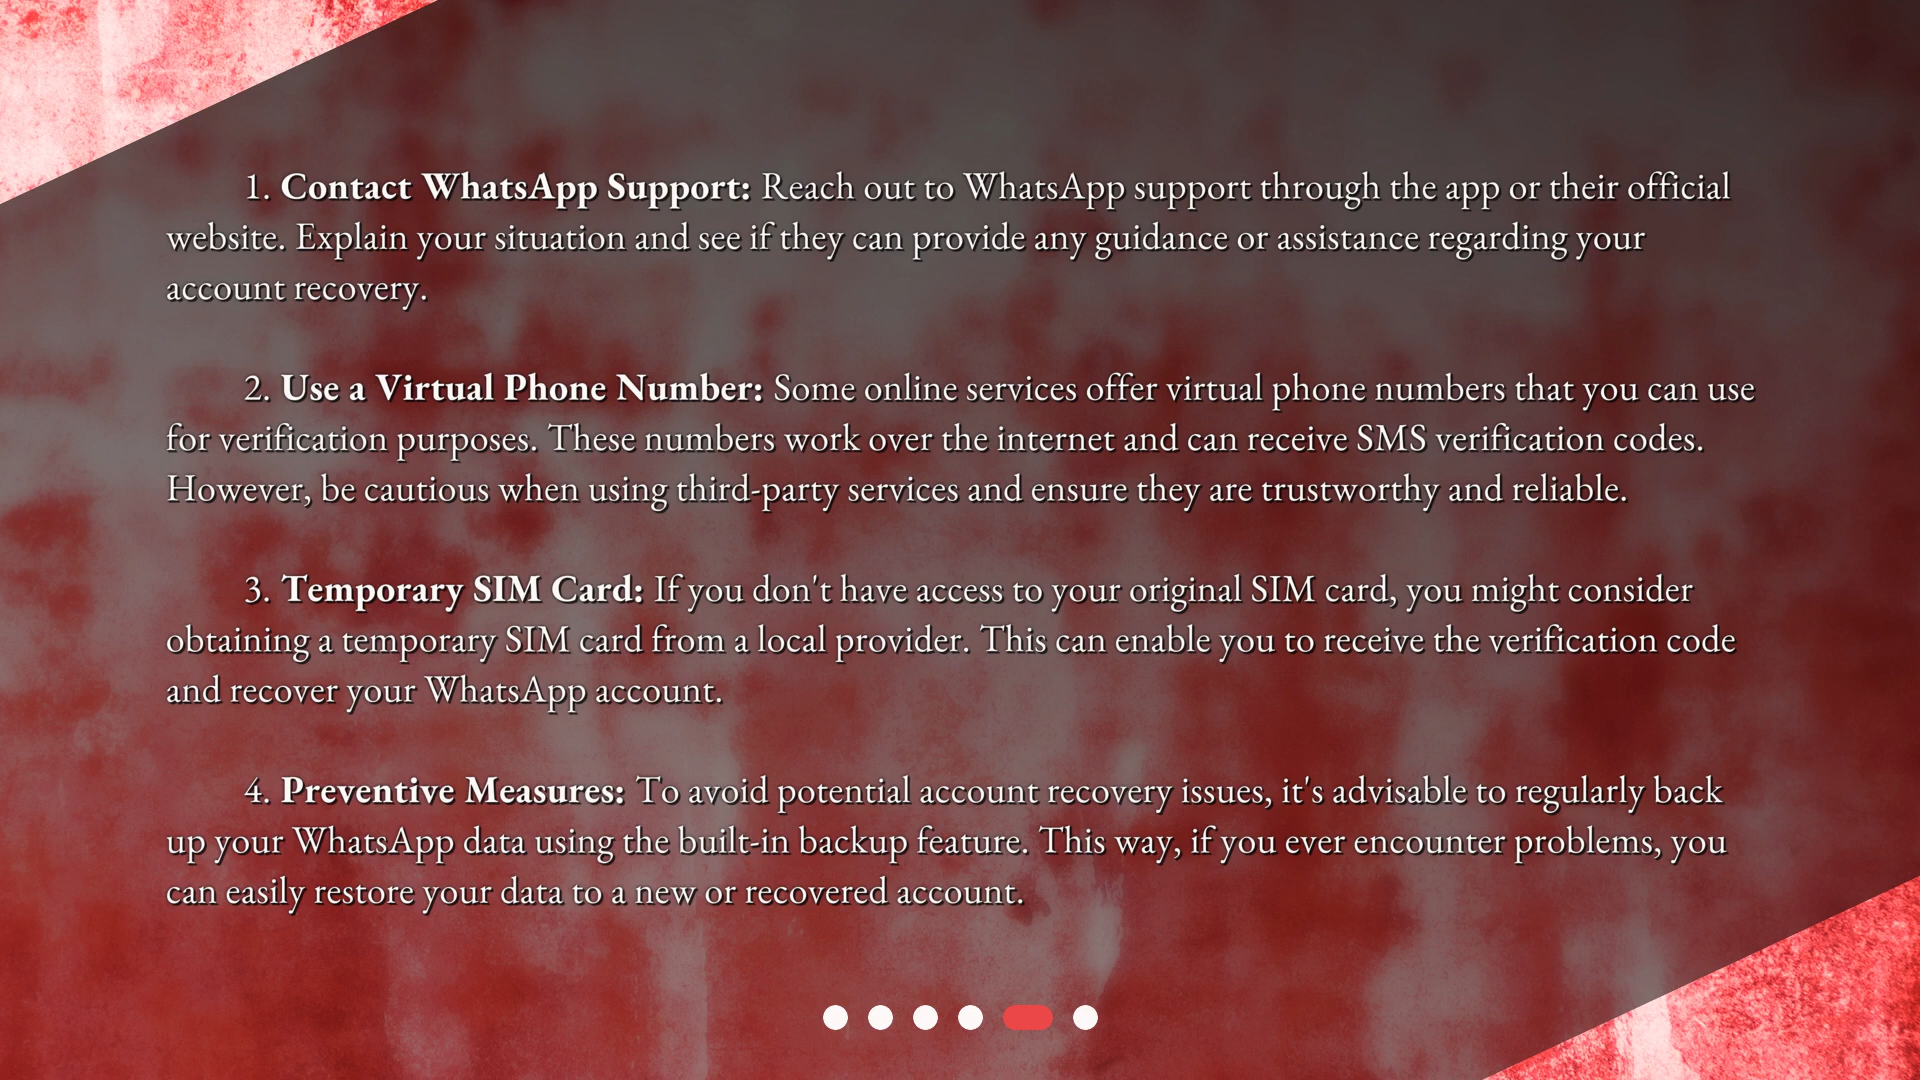 1. Contact WhatsApp Support: Reach out to WhatsApp support through the app or their official
website. Explain your situation and see if they can provide any guidance or assistance regarding your
account recovery.
2. Use a Virtual Phone Number: Some online services offer virtual phone numbers that you can use
for verification purposes. These numbers work over the internet and can receive SMS verification codes.
However, be cautious when using third-party services and ensure they are trustworthy and reliable.
3. Temporary SIM Card: If you don't have access to your original SIM card, you might consider
obtaining a temporary SIM card from a local provider. This can enable you to receive the verification code
and recover your WhatsApp account.
4. Preventive Measures: To avoid potential account recovery issues, it's advisable to regularly back
up your WhatsApp data using the built-in backup feature. This way, if you ever encounter problems, you
can easily restore your data to a new or recovered account.